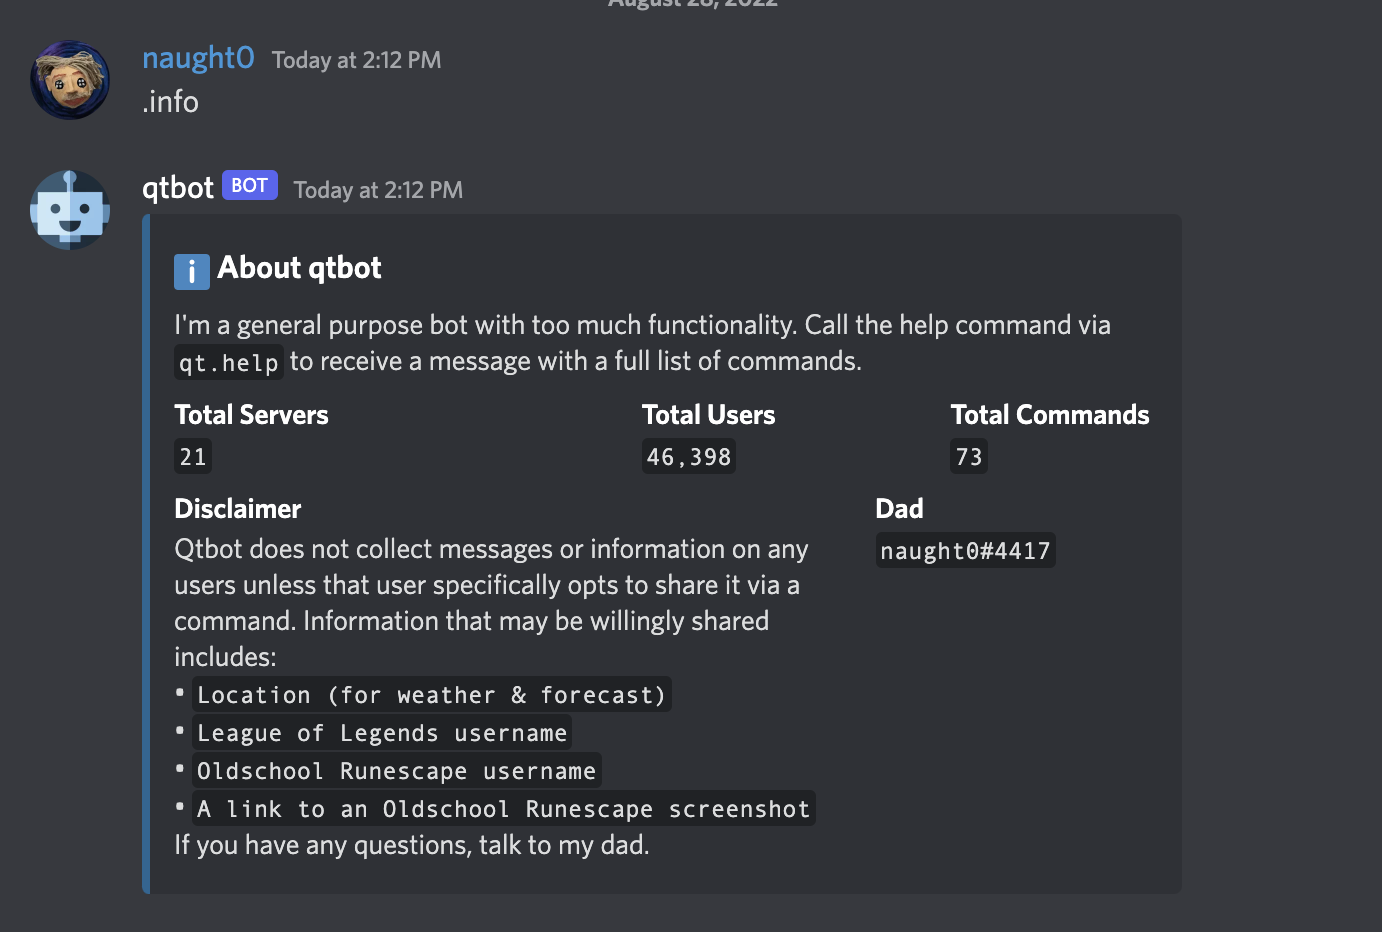 August 28, 2022
naught0 Today at 2:12 PM
.info
qtbot BOT Today at 2:12 PM
i About qtbot
I'm a general purpose bot with too much functionality. Call the help command via
qt.help to receive a message with a full list of commands.
Total Servers Total Users Total Commands
21 46,398 73
Disclaimer Dad
Qtbot does not collect messages or information on any naught0#4417
users unless that user specifically opts to share it via a
command. Information that may be willingly shared
includes:
• Location (for weather & forecast)
• League of Legends username
• Oldschool Runescape username
• A link to an Oldschool Runescape screenshot
If you have any questions, talk to my dad.